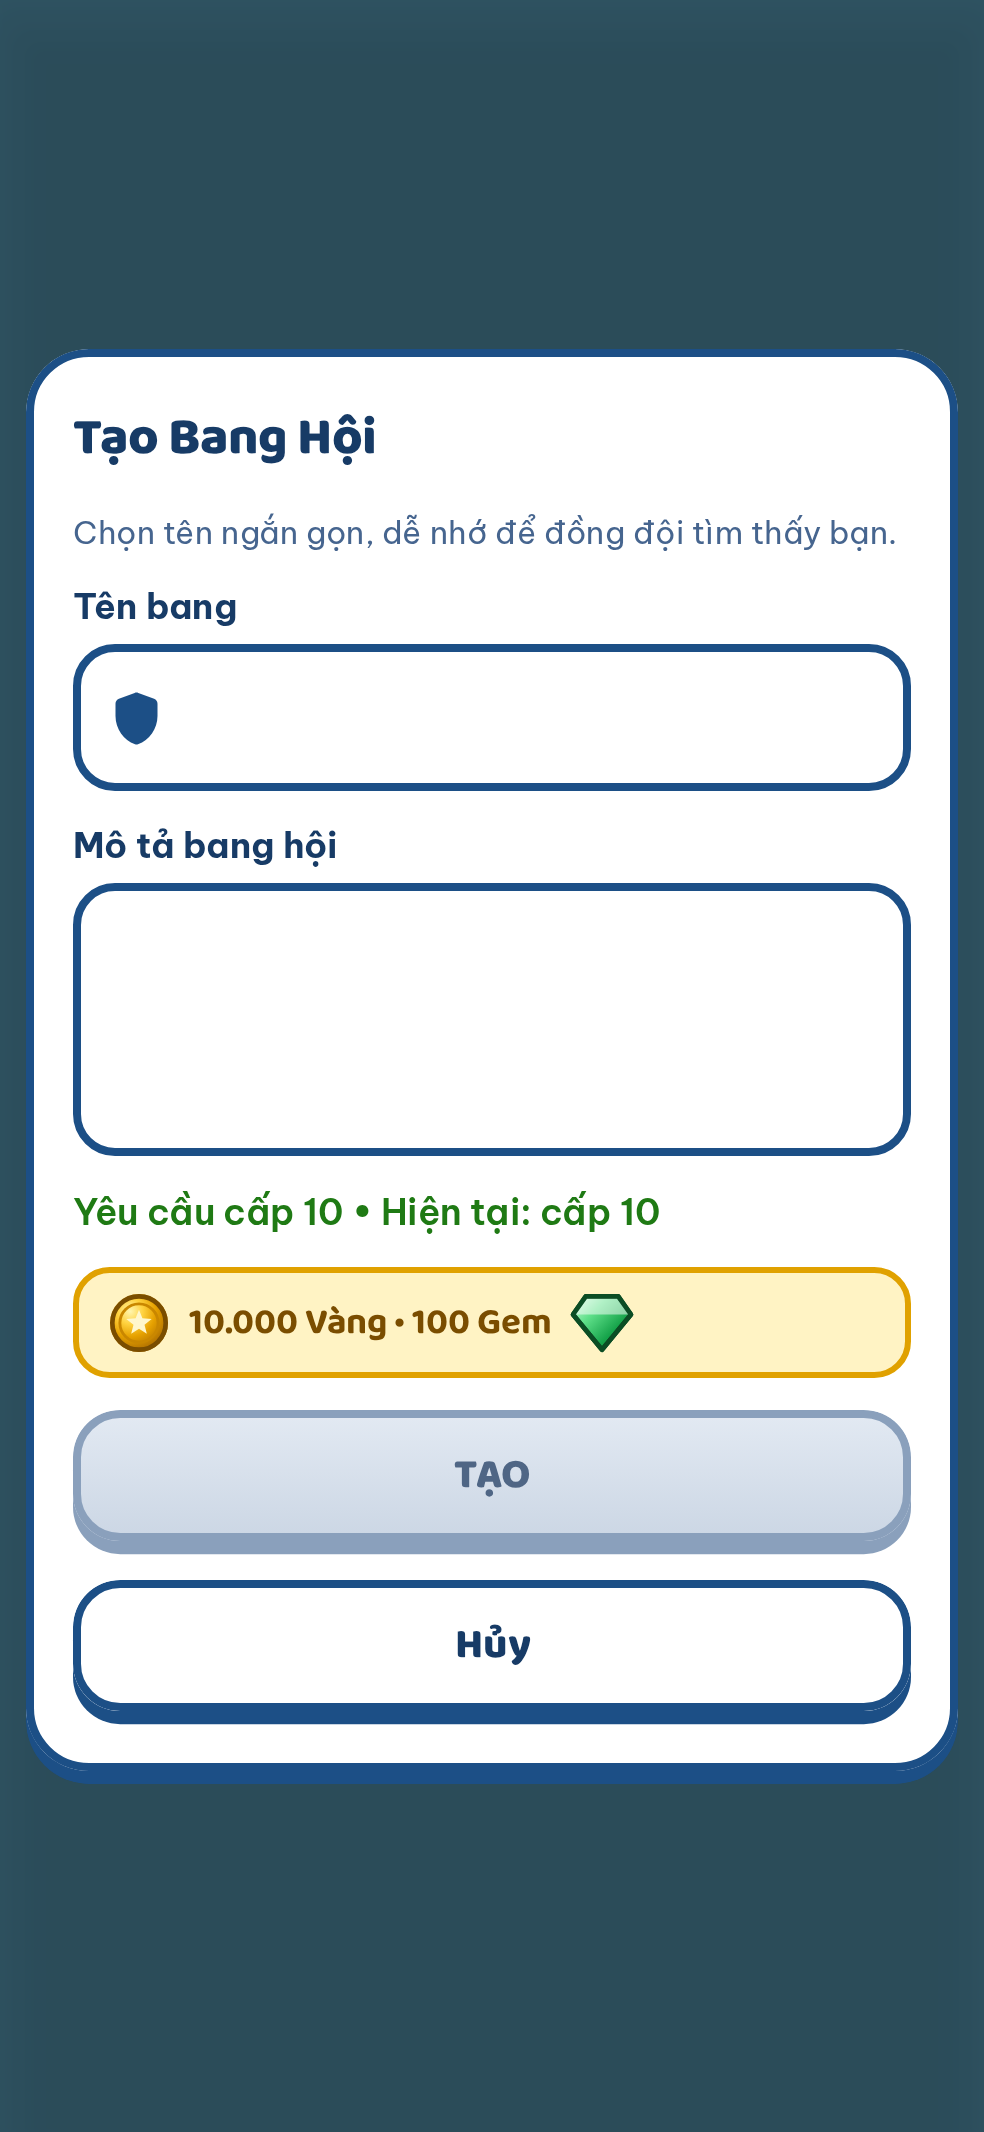 Tạo Bang Hội
Chọn tên ngắn gọn, dễ nhớ để đồng đội tìm thấy bạn.
Tên bang
Mô tả bang hội
Yêu cầu cấp 10 • Hiện tại: cấp 10
10.000 Vàng • 100 Gem
TẠO
Hủy